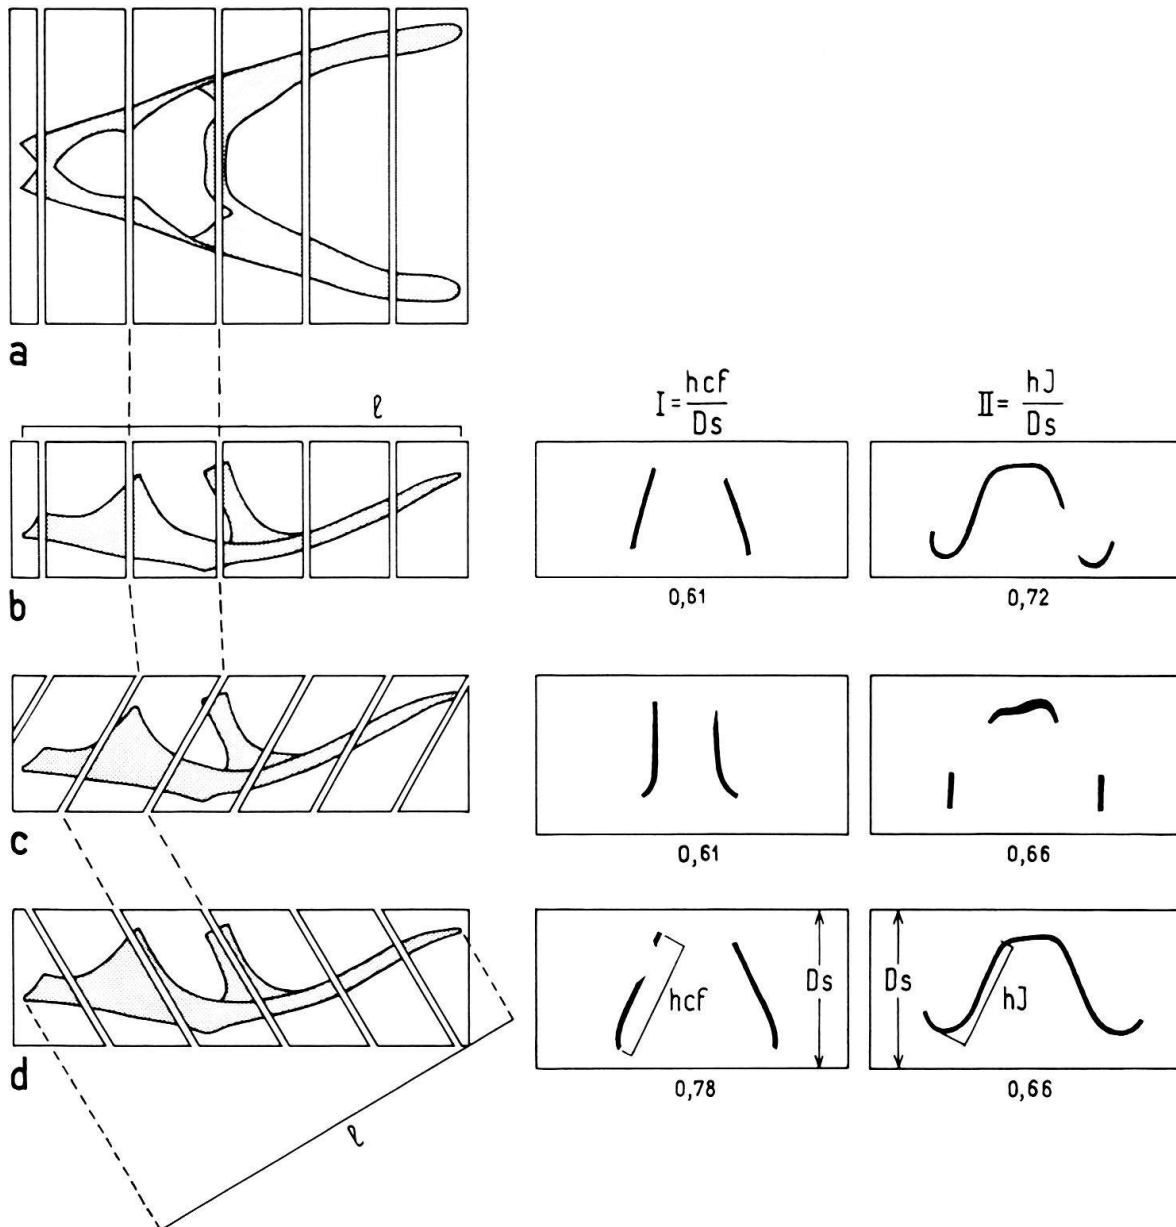 a
ℓ
I = hcf/Ds
II = hJ/Ds
b
0,61
0,72
c
0,61
0,66
hcf
Ds
Ds
hJ
d
0,78
0,66
ℓ